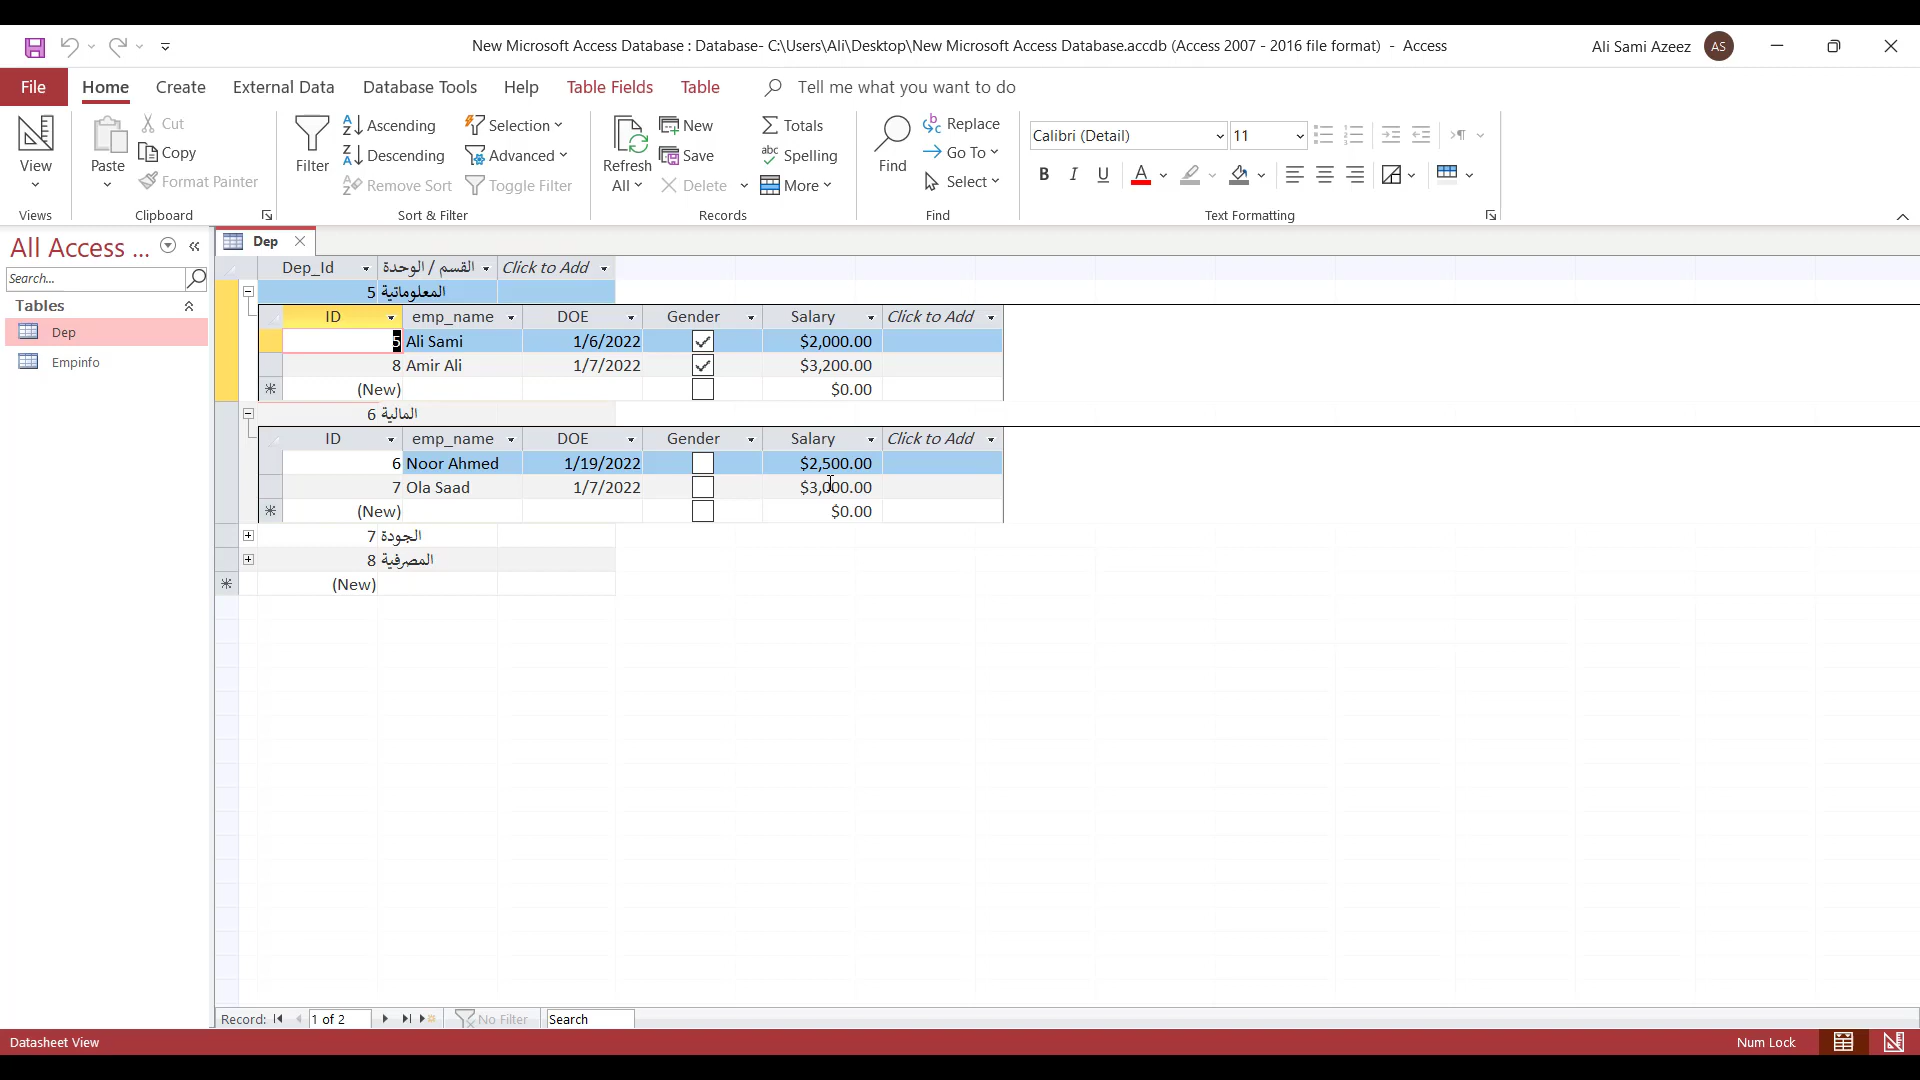 New Microsoft Access Database : Database- C:\Users\Ali\Desktop\New Microsoft Access Database.accdb (Access 2007 - 2016 file format) - Access
Ali Sami Azeez
AS
File Home Create External Data Database Tools Help Table Fields Table Tell me what you want to do
View
Views
Paste
Cut
Copy
Format Painter
Clipboard
Filter
Ascending
Descending
Remove Sort
Selection
Advanced
Toggle Filter
Sort & Filter
Refresh
All
New
Save
Delete
Totals
Spelling
More
Records
Find
Replace
Go To
Select
Find
Calibri (Detail)
11
B I U A
Text Formatting
All Access ...
Search...
Tables
Dep
Empinfo
Dep
Dep_Id القسم / الوحدة Click to Add
5 المعلوماتية
ID emp_name DOE Gender Salary Click to Add
5 Ali Sami 1/6/2022 $2,000.00
8 Amir Ali 1/7/2022 $3,200.00
(New) $0.00
6 المالية
ID emp_name DOE Gender Salary Click to Add
6 Noor Ahmed 1/19/2022 $2,500.00
7 Ola Saad 1/7/2022 $3,000.00
(New) $0.00
7 الجودة
8 المصرفية
(New)
Record: 1 of 2 No Filter Search
Datasheet View
Num Lock